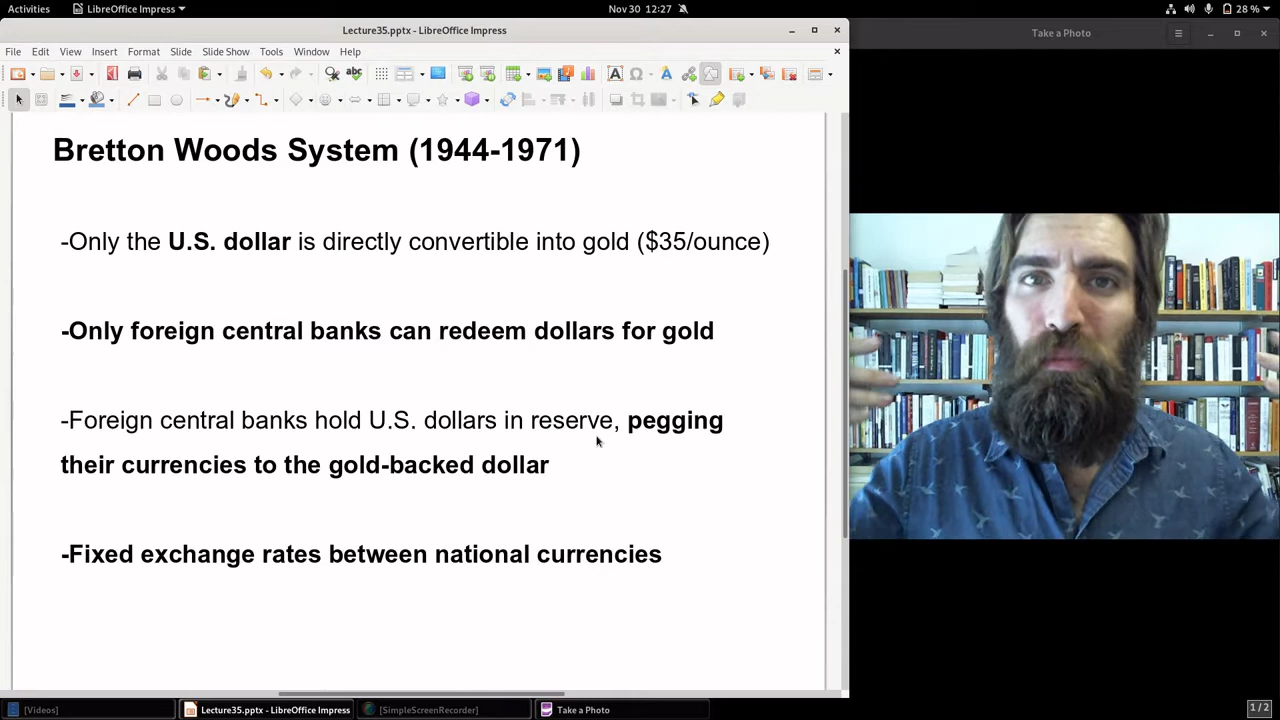 Activities
LibreOffice Impress
Nov 30 12:27
28 %
Lecture35.pptx - LibreOffice Impress
Take a Photo
File Edit View Insert Format Slide Slide Show Tools Window Help
Bretton Woods System (1944-1971)
-Only the U.S. dollar is directly convertible into gold ($35/ounce)
-Only foreign central banks can redeem dollars for gold
-Foreign central banks hold U.S. dollars in reserve, pegging
their currencies to the gold-backed dollar
-Fixed exchange rates between national currencies
[Videos]
Lecture35.pptx - LibreOffice Impress
[SimpleScreenRecorder]
Take a Photo
1/2